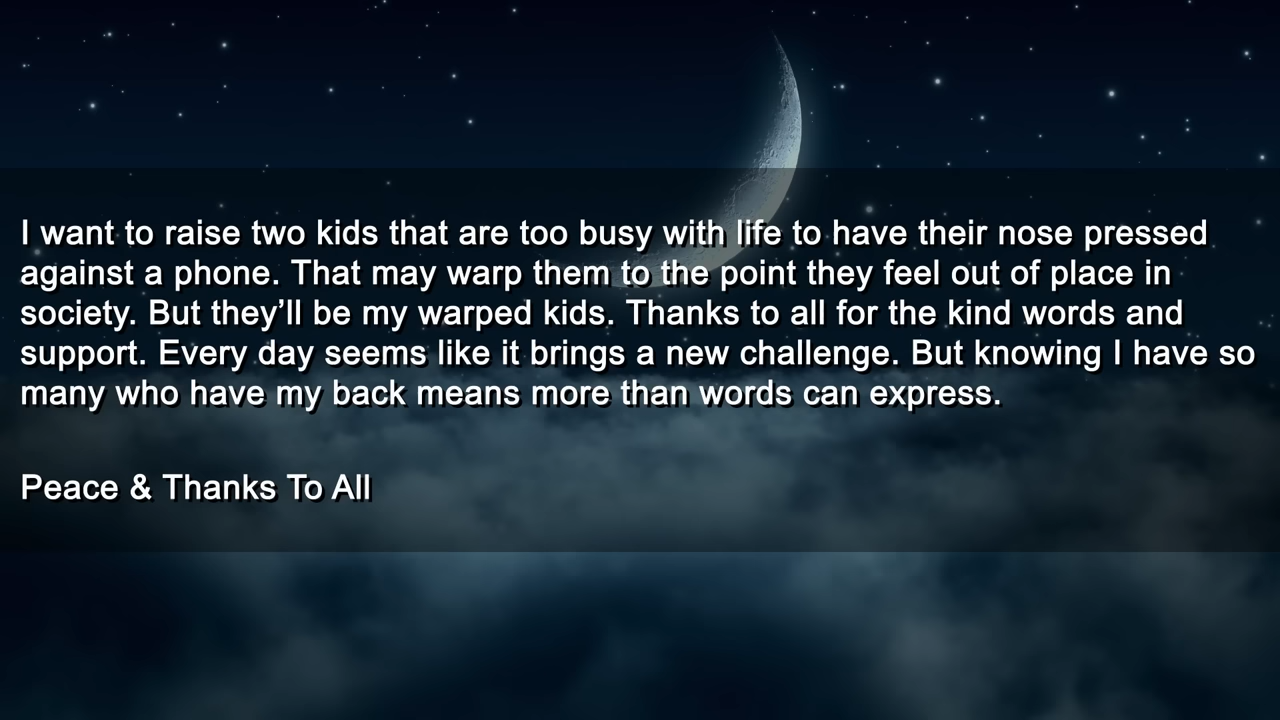 I want to raise two kids that are too busy with life to have their nose pressed
against a phone. That may warp them to the point they feel out of place in
society. But they’ll be my warped kids. Thanks to all for the kind words and
support. Every day seems like it brings a new challenge. But knowing I have so
many who have my back means more than words can express.
Peace & Thanks To All